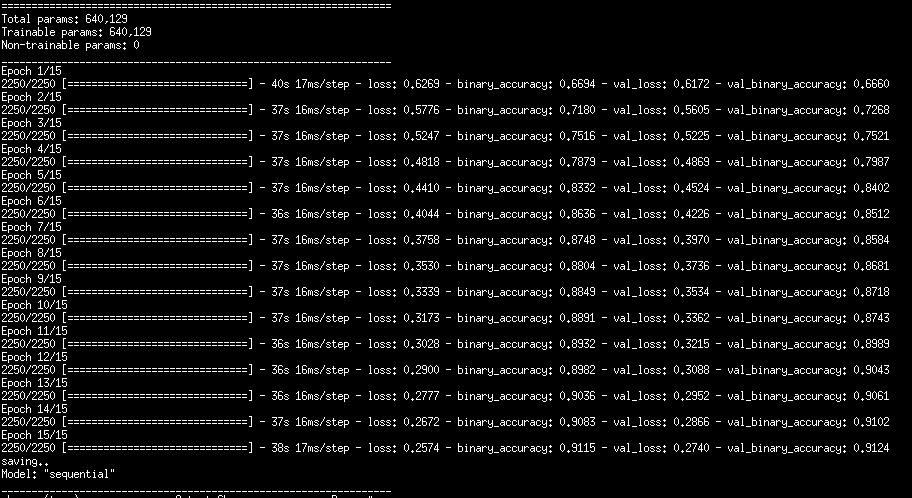 =================================================================
Total params: 640,129
Trainable params: 640,129
Non-trainable params: 0
_________________________________________________________________
Epoch 1/15
2250/2250 [==============================] - 40s 17ms/step - loss: 0.6269 - binary_accuracy: 0.6694 - val_loss: 0.6172 - val_binary_accuracy: 0.6660
Epoch 2/15
2250/2250 [==============================] - 37s 16ms/step - loss: 0.5776 - binary_accuracy: 0.7180 - val_loss: 0.5605 - val_binary_accuracy: 0.7268
Epoch 3/15
2250/2250 [==============================] - 37s 16ms/step - loss: 0.5247 - binary_accuracy: 0.7516 - val_loss: 0.5225 - val_binary_accuracy: 0.7521
Epoch 4/15
2250/2250 [==============================] - 37s 16ms/step - loss: 0.4818 - binary_accuracy: 0.7879 - val_loss: 0.4869 - val_binary_accuracy: 0.7987
Epoch 5/15
2250/2250 [==============================] - 37s 16ms/step - loss: 0.4410 - binary_accuracy: 0.8332 - val_loss: 0.4524 - val_binary_accuracy: 0.8402
Epoch 6/15
2250/2250 [==============================] - 36s 16ms/step - loss: 0.4044 - binary_accuracy: 0.8636 - val_loss: 0.4226 - val_binary_accuracy: 0.8512
Epoch 7/15
2250/2250 [==============================] - 37s 16ms/step - loss: 0.3758 - binary_accuracy: 0.8748 - val_loss: 0.3970 - val_binary_accuracy: 0.8584
Epoch 8/15
2250/2250 [==============================] - 37s 16ms/step - loss: 0.3530 - binary_accuracy: 0.8804 - val_loss: 0.3736 - val_binary_accuracy: 0.8681
Epoch 9/15
2250/2250 [==============================] - 37s 16ms/step - loss: 0.3339 - binary_accuracy: 0.8849 - val_loss: 0.3534 - val_binary_accuracy: 0.8718
Epoch 10/15
2250/2250 [==============================] - 37s 16ms/step - loss: 0.3173 - binary_accuracy: 0.8891 - val_loss: 0.3362 - val_binary_accuracy: 0.8743
Epoch 11/15
2250/2250 [==============================] - 36s 16ms/step - loss: 0.3028 - binary_accuracy: 0.8932 - val_loss: 0.3215 - val_binary_accuracy: 0.8989
Epoch 12/15
2250/2250 [==============================] - 36s 16ms/step - loss: 0.2900 - binary_accuracy: 0.8982 - val_loss: 0.3088 - val_binary_accuracy: 0.9043
Epoch 13/15
2250/2250 [==============================] - 36s 16ms/step - loss: 0.2777 - binary_accuracy: 0.9036 - val_loss: 0.2952 - val_binary_accuracy: 0.9061
Epoch 14/15
2250/2250 [==============================] - 37s 16ms/step - loss: 0.2672 - binary_accuracy: 0.9083 - val_loss: 0.2866 - val_binary_accuracy: 0.9102
Epoch 15/15
2250/2250 [==============================] - 38s 17ms/step - loss: 0.2574 - binary_accuracy: 0.9115 - val_loss: 0.2740 - val_binary_accuracy: 0.9124
saving..
Model: "sequential"
_________________________________________________________________